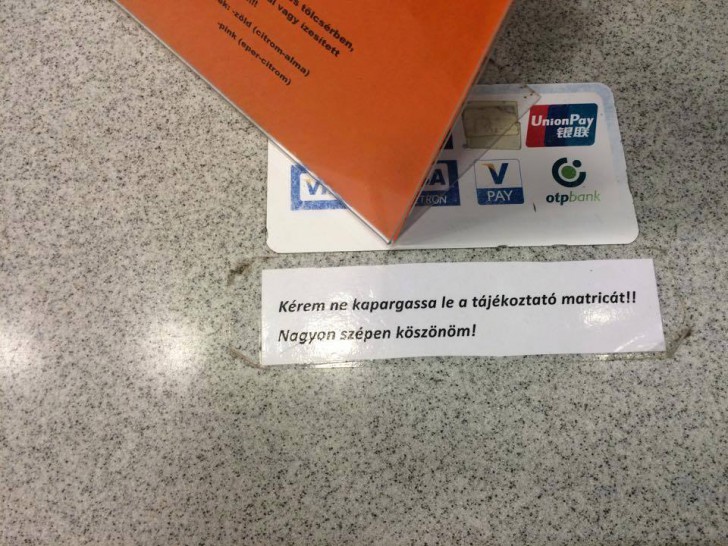 tölcsérben,
vagy ízesített
-zöld (citrom-alma)
-pink (eper-citrom)
UnionPay
银联
V PAY
otpbank
Kérem ne kapargassa le a tájékoztató matricát!!
Nagyon szépen köszönöm!